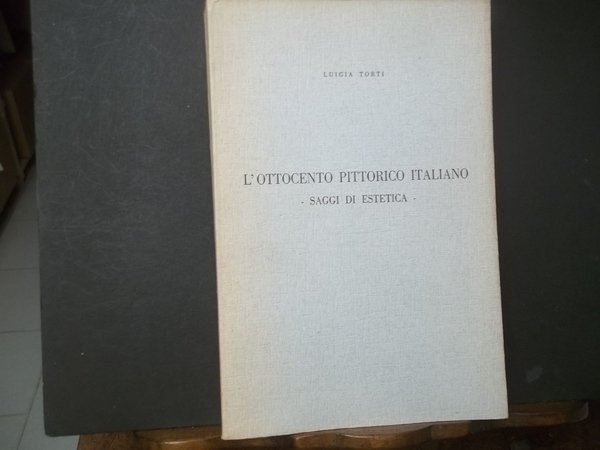 LUIGIA TORTI
L'OTTOCENTO PITTORICO ITALIANO
- SAGGI DI ESTETICA -